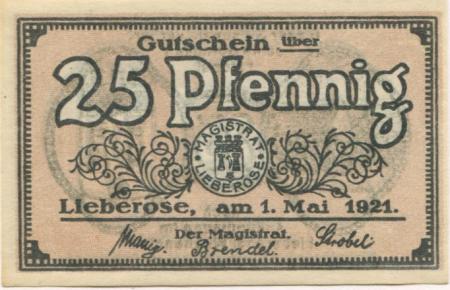 Gutschein über
25 Pfennig
MAGISTRAT
LIEBEROSE
Lieberose, am 1. Mai 1921.
Der Magistrat.
Brendel. Strobel